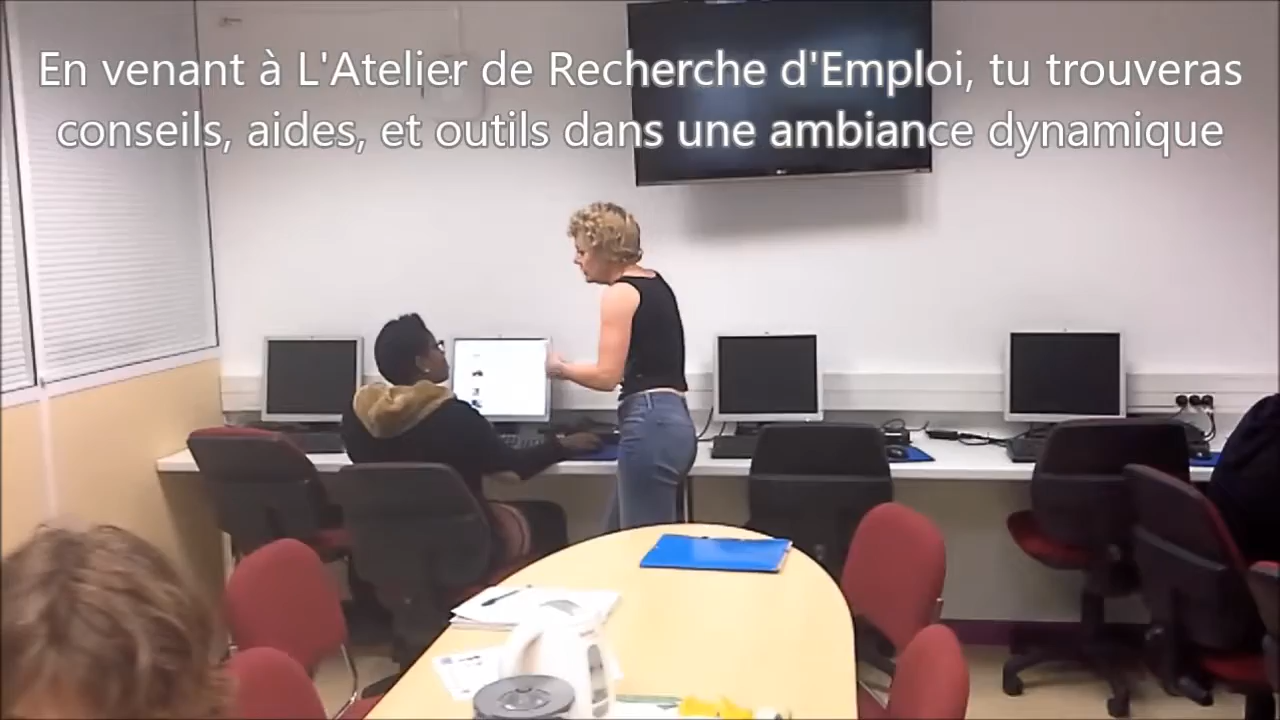 En venant à L'Atelier de Recherche d'Emploi, tu trouveras
conseils, aides, et outils dans une ambiance dynamique